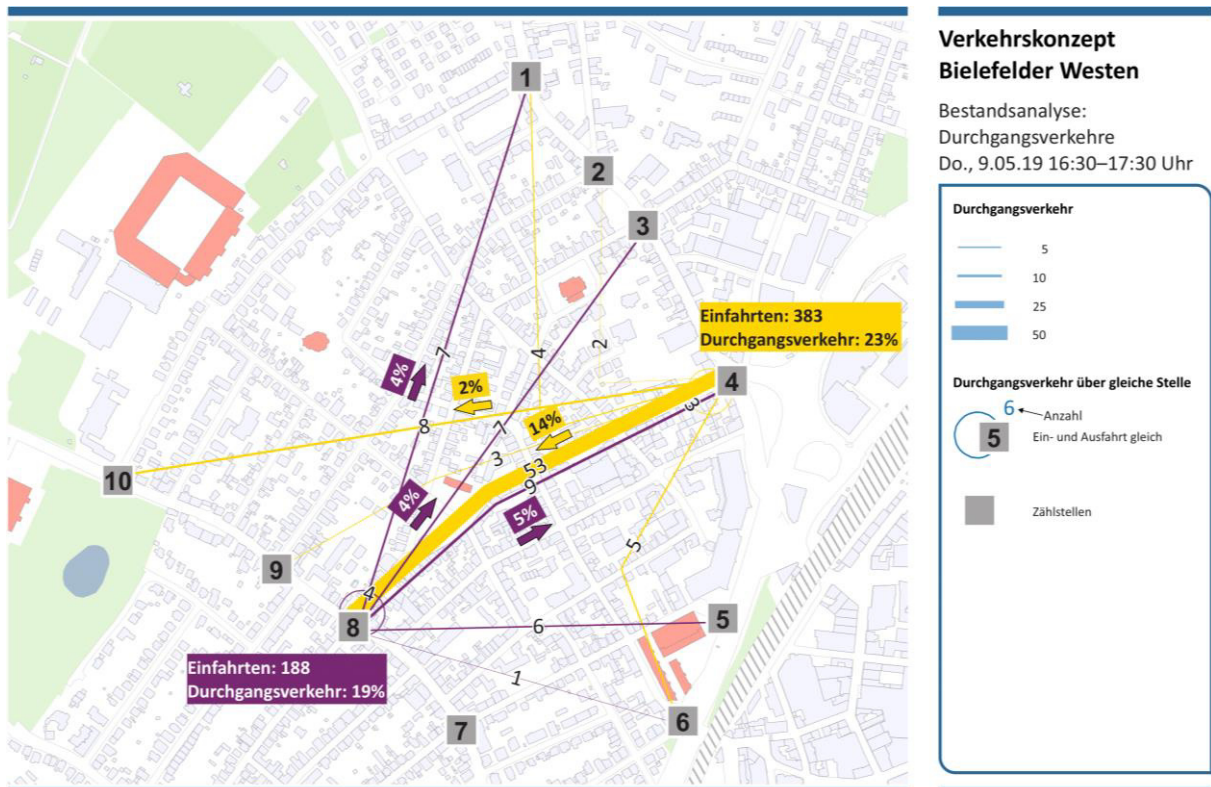 Verkehrskonzept
Bielefelder Westen
Bestandsanalyse:
Durchgangsverkehre
Do., 9.05.19 16:30–17:30 Uhr
Durchgangsverkehr
5
10
25
50
Durchgangsverkehr über gleiche Stelle
6
Anzahl
5
Ein- und Ausfahrt gleich
Zählstellen
1
2
3
Einfahrten: 383
Durchgangsverkehr: 23%
4
7
4
2
4%
2%
3
8
7
14%
3
53
9
10
4%
5%
5
9
4
8
6
5
Einfahrten: 188
Durchgangsverkehr: 19%
1
7
6